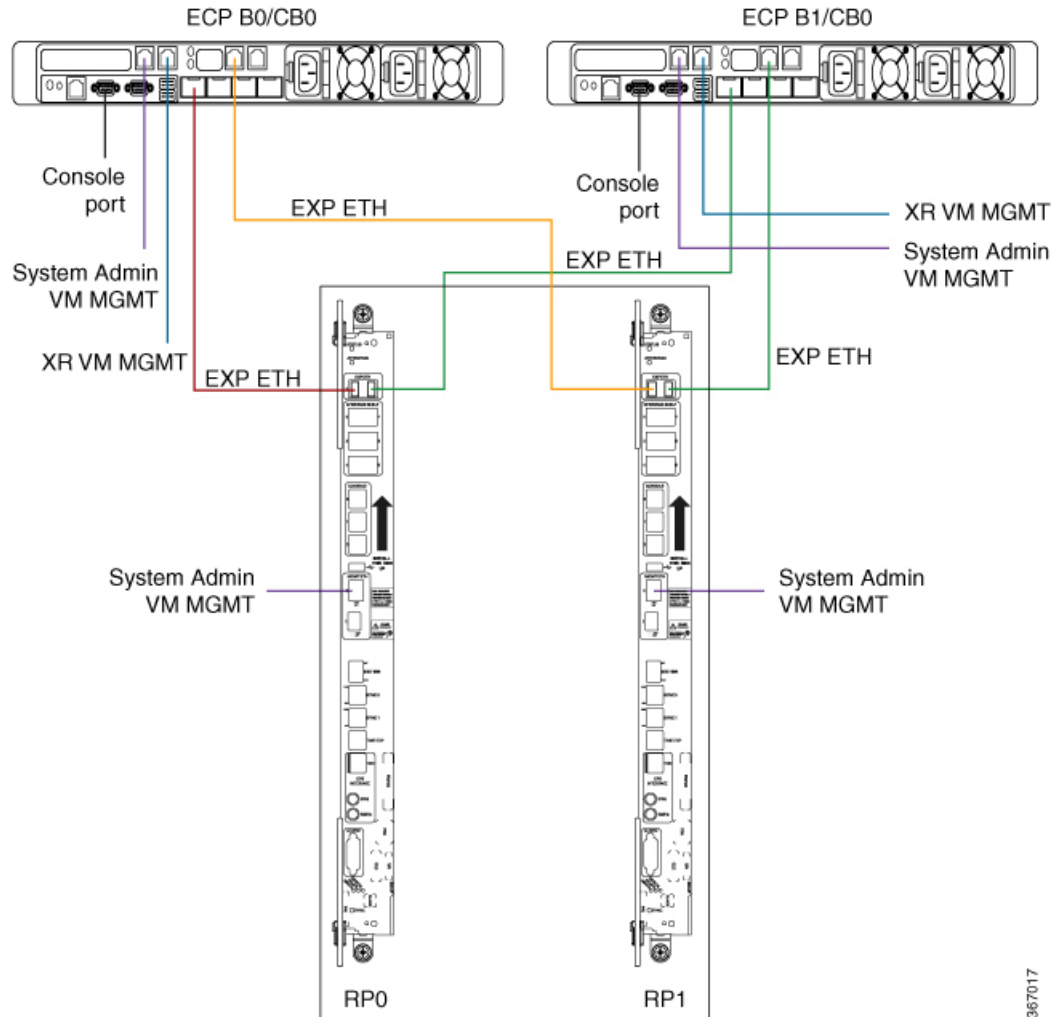 ECP B0/CB0
ECP B1/CB0
Console
port
System Admin
VM MGMT
XR VM MGMT
EXP ETH
EXP ETH
EXP ETH
Console
port
XR VM MGMT
System Admin
VM MGMT
EXP ETH
System Admin
VM MGMT
System Admin
VM MGMT
RP0
RP1
367017